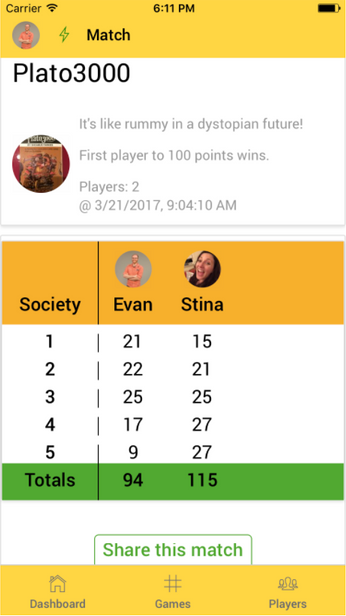 Carrier 6:11 PM
Match
Plato3000
It's like rummy in a dystopian future!
First player to 100 points wins.
Players: 2
@ 3/21/2017, 9:04:10 AM
Society Evan Stina
1 21 15
2 22 21
3 25 25
4 17 27
5 9 27
Totals 94 115
Share this match
Dashboard Games Players